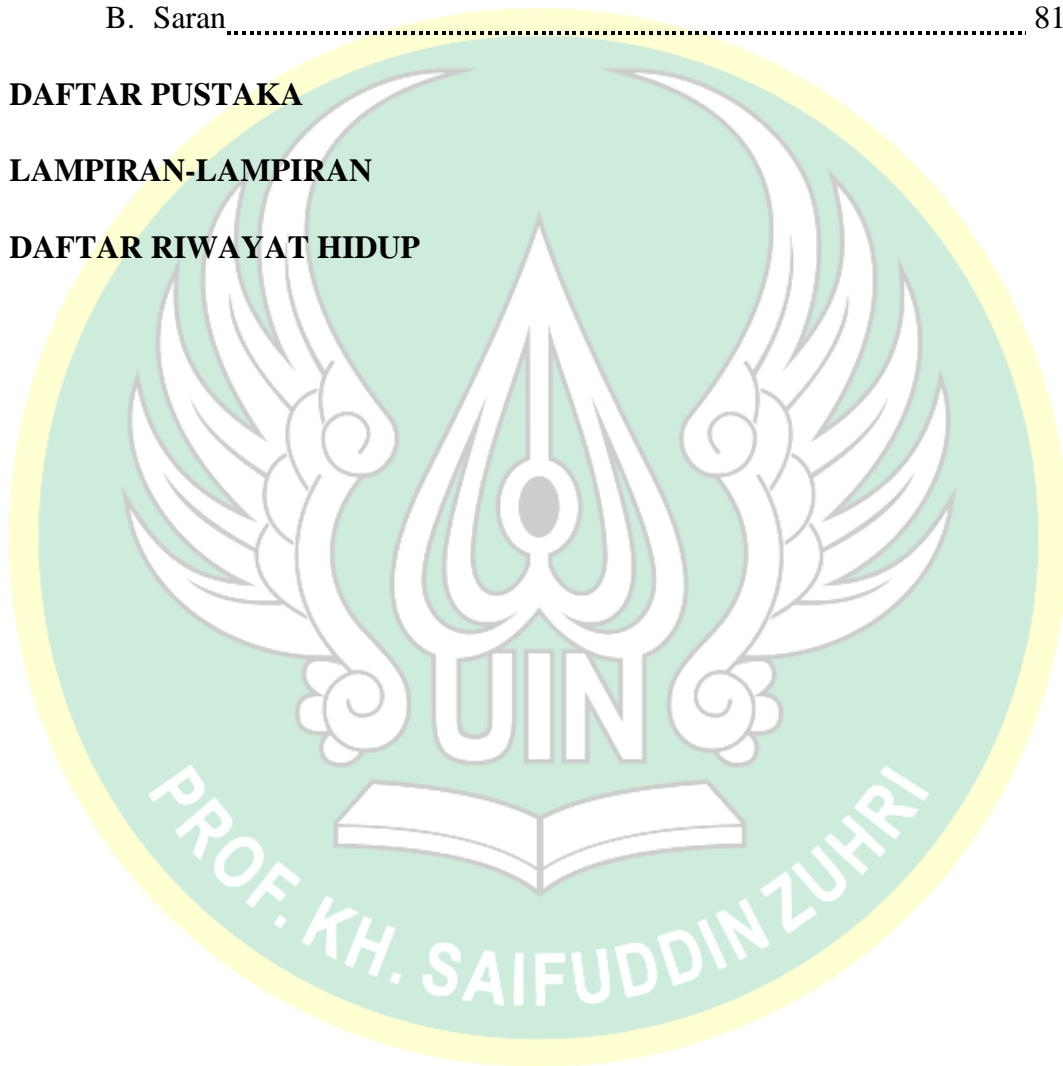 B. Saran 81
DAFTAR PUSTAKA
LAMPIRAN-LAMPIRAN
DAFTAR RIWAYAT HIDUP
UIN
PROF. KH. SAIFUDDIN ZUHRI